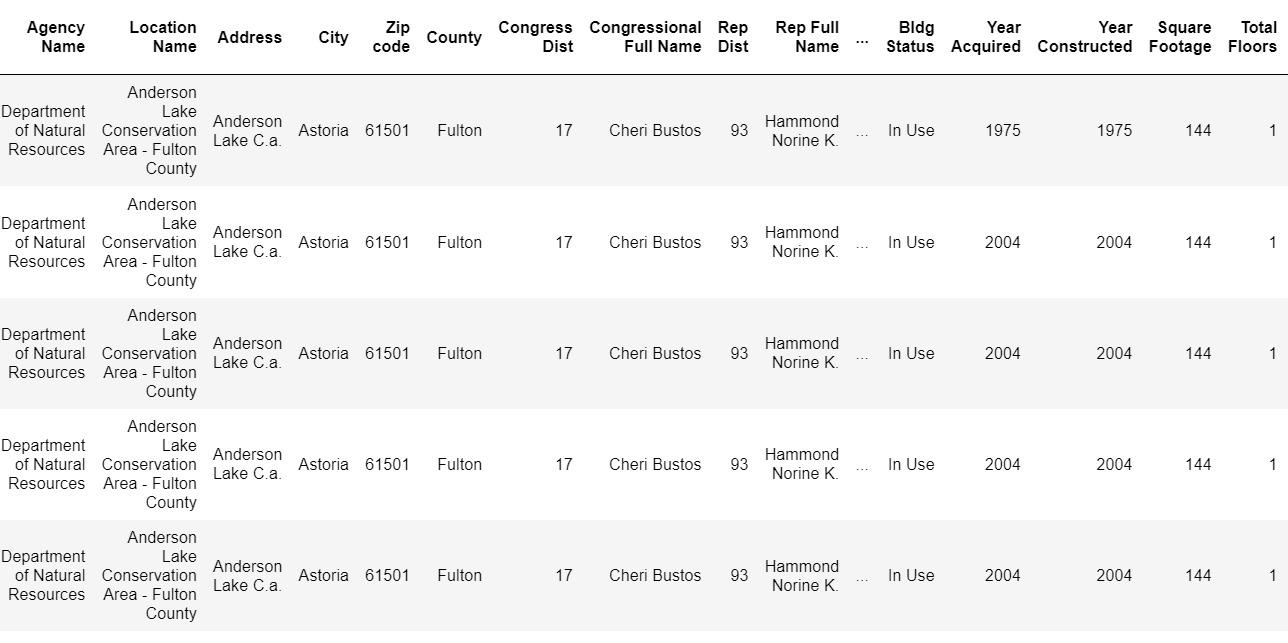 Agency Name | Location Name | Address | City | Zip code | County | Congress Dist | Congressional Full Name | Rep Dist | Rep Full Name | ... | Bldg Status | Year Acquired | Year Constructed | Square Footage | Total Floors
Department of Natural Resources | Anderson Lake Conservation Area - Fulton County | Anderson Lake C.a. | Astoria | 61501 | Fulton | 17 | Cheri Bustos | 93 | Hammond Norine K. | ... | In Use | 1975 | 1975 | 144 | 1
Department of Natural Resources | Anderson Lake Conservation Area - Fulton County | Anderson Lake C.a. | Astoria | 61501 | Fulton | 17 | Cheri Bustos | 93 | Hammond Norine K. | ... | In Use | 2004 | 2004 | 144 | 1
Department of Natural Resources | Anderson Lake Conservation Area - Fulton County | Anderson Lake C.a. | Astoria | 61501 | Fulton | 17 | Cheri Bustos | 93 | Hammond Norine K. | ... | In Use | 2004 | 2004 | 144 | 1
Department of Natural Resources | Anderson Lake Conservation Area - Fulton County | Anderson Lake C.a. | Astoria | 61501 | Fulton | 17 | Cheri Bustos | 93 | Hammond Norine K. | ... | In Use | 2004 | 2004 | 144 | 1
Department of Natural Resources | Anderson Lake Conservation Area - Fulton County | Anderson Lake C.a. | Astoria | 61501 | Fulton | 17 | Cheri Bustos | 93 | Hammond Norine K. | ... | In Use | 2004 | 2004 | 144 | 1